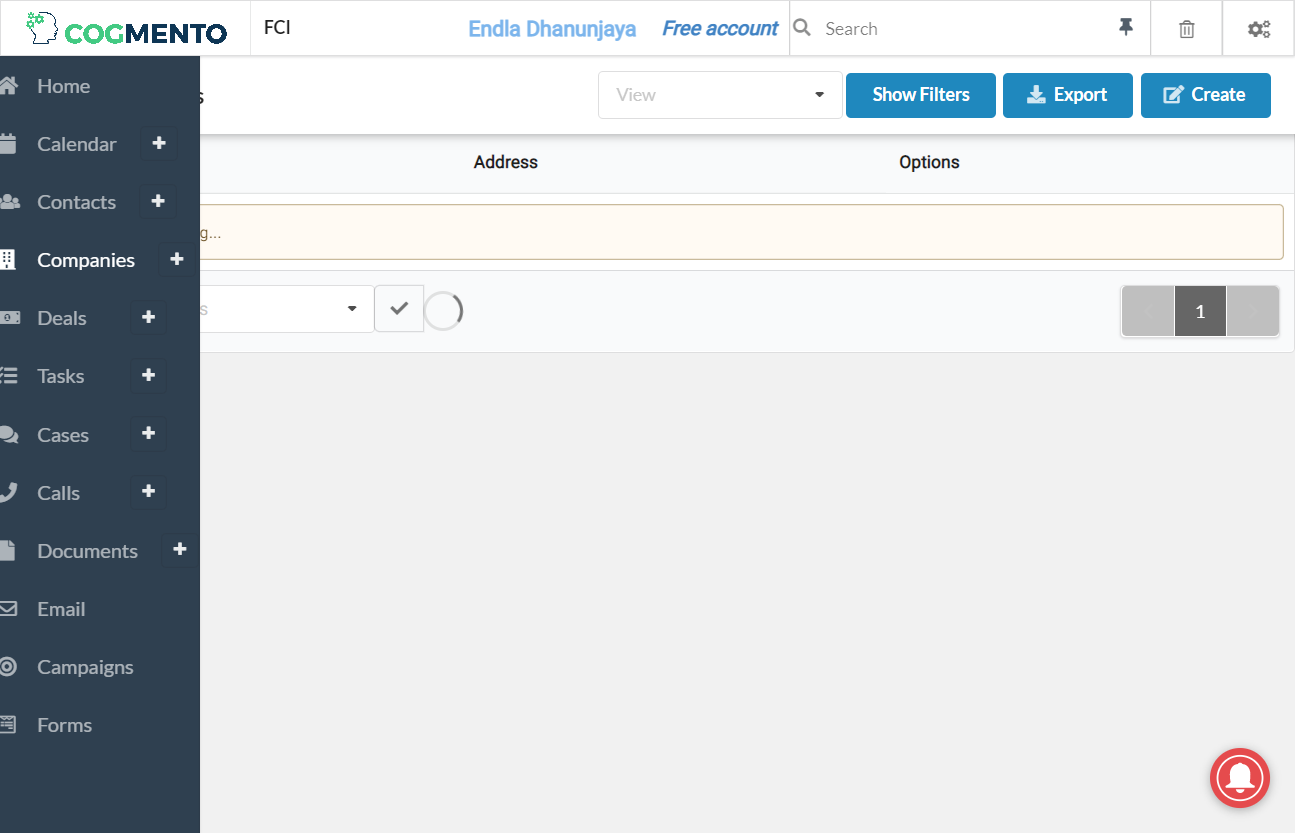 COGMENTO
FCI
Endla Dhanunjaya
Free account
Search
Home
View
Show Filters
Export
Create
Calendar
Address
Options
Contacts
g...
Companies
Deals
s
1
Tasks
Cases
Calls
Documents
Email
Campaigns
Forms